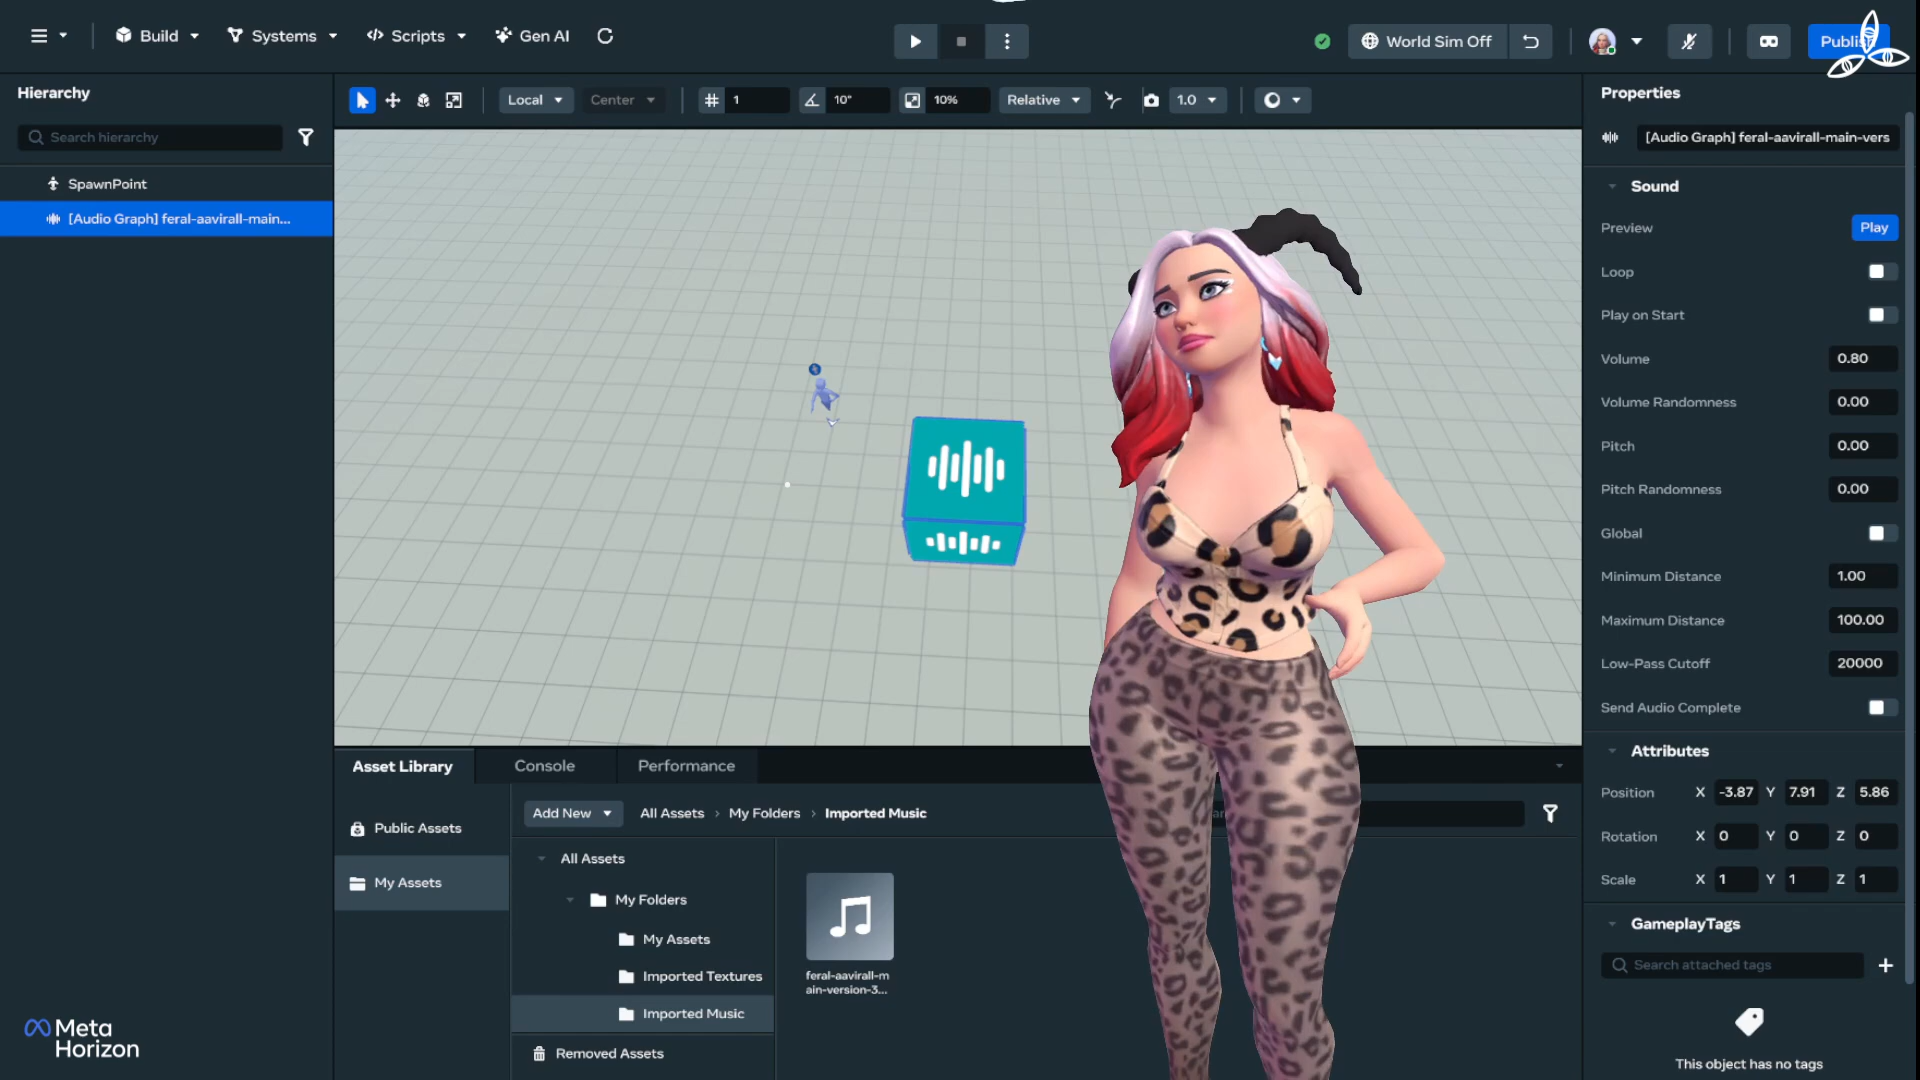 Build
Systems
Scripts
Gen AI
World Sim Off
Hierarchy
Search hierarchy
SpawnPoint
[Audio Graph] feral-aavirall-main...
Local
Center
1
10°
10%
Relative
1.0
Properties
[Audio Graph] feral-aavirall-main-vers
Sound
Preview
Play
Loop
Play on Start
Volume
0.80
Volume Randomness
0.00
Pitch
0.00
Pitch Randomness
0.00
Global
Minimum Distance
1.00
Maximum Distance
100.00
Low-Pass Cutoff
20000
Send Audio Complete
Attributes
Position X -3.87 Y 7.91 Z 5.86
Rotation X 0 Y 0 Z 0
Scale X 1 Y 1 Z 1
GameplayTags
Search attached tags
This object has no tags
Asset Library
Console
Performance
Public Assets
My Assets
Add New
All Assets › My Folders › Imported Music
All Assets
My Folders
My Assets
Imported Textures
Imported Music
Removed Assets
feral-aavirall-m
ain-version-3...
Meta
Horizon